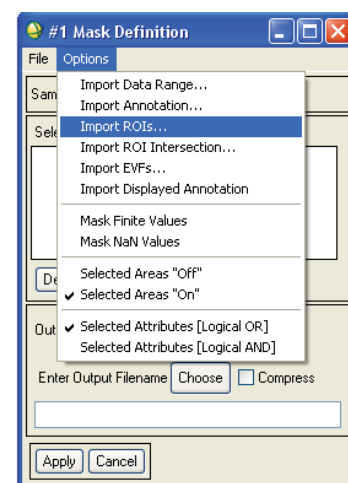 #1 Mask Definition
File Options
Sam
Import Data Range...
Import Annotation...
Sele
Import ROIs...
Import ROI Intersection...
Import EVFs...
Import Displayed Annotation
Mask Finite Values
Mask NaN Values
De
Selected Areas "Off"
Selected Areas "On"
Out
Selected Attributes [Logical OR]
Selected Attributes [Logical AND]
Enter Output Filename Choose Compress
Apply Cancel